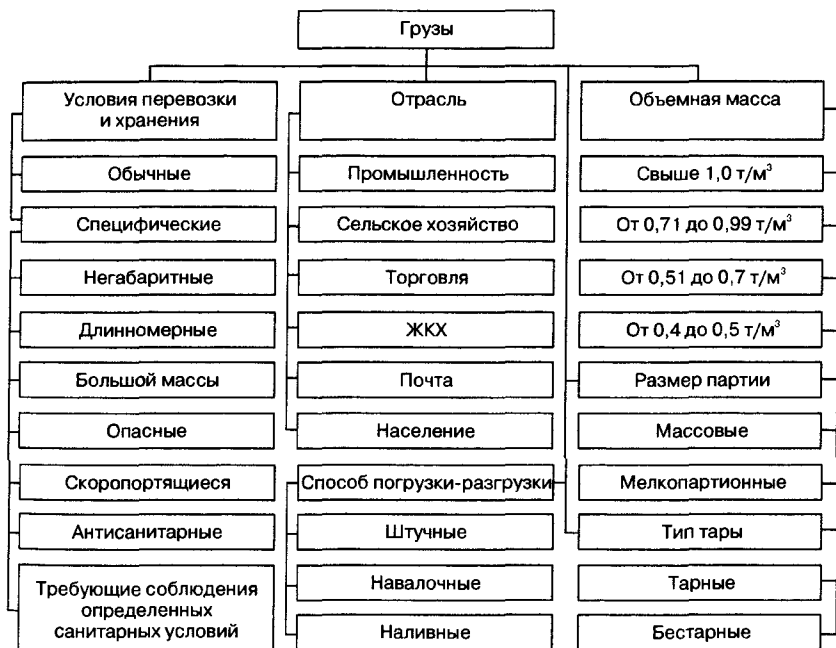 Грузы
Условия перевозки
и хранения
Обычные
Специфические
Негабаритные
Длинномерные
Большой массы
Опасные
Скоропортящиеся
Антисанитарные
Требующие соблюдения
определенных
санитарных условий
Отрасль
Промышленность
Сельское хозяйство
Торговля
ЖКХ
Почта
Население
Способ погрузки-разгрузки
Штучные
Навалочные
Наливные
Объемная масса
Свыше 1,0 т/м³
От 0,71 до 0,99 т/м³
От 0,51 до 0,7 т/м³
От 0,4 до 0,5 т/м³
Размер партии
Массовые
Мелкопартионные
Тип тары
Тарные
Бестарные